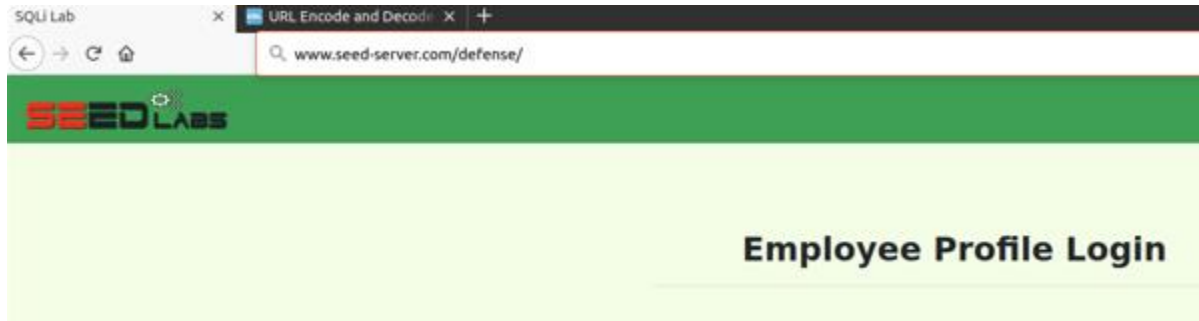 SQLi Lab
URL Encode and Decode
www.seed-server.com/defense/
SEED LABS
Employee Profile Login